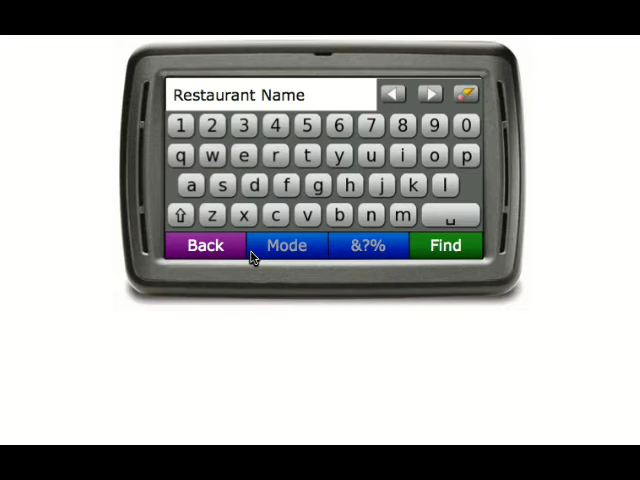 Restaurant Name
1 2 3 4 5 6 7 8 9 0
q w e r t y u i o p
a s d f g h j k l
z x c v b n m
Back Mode &?% Find